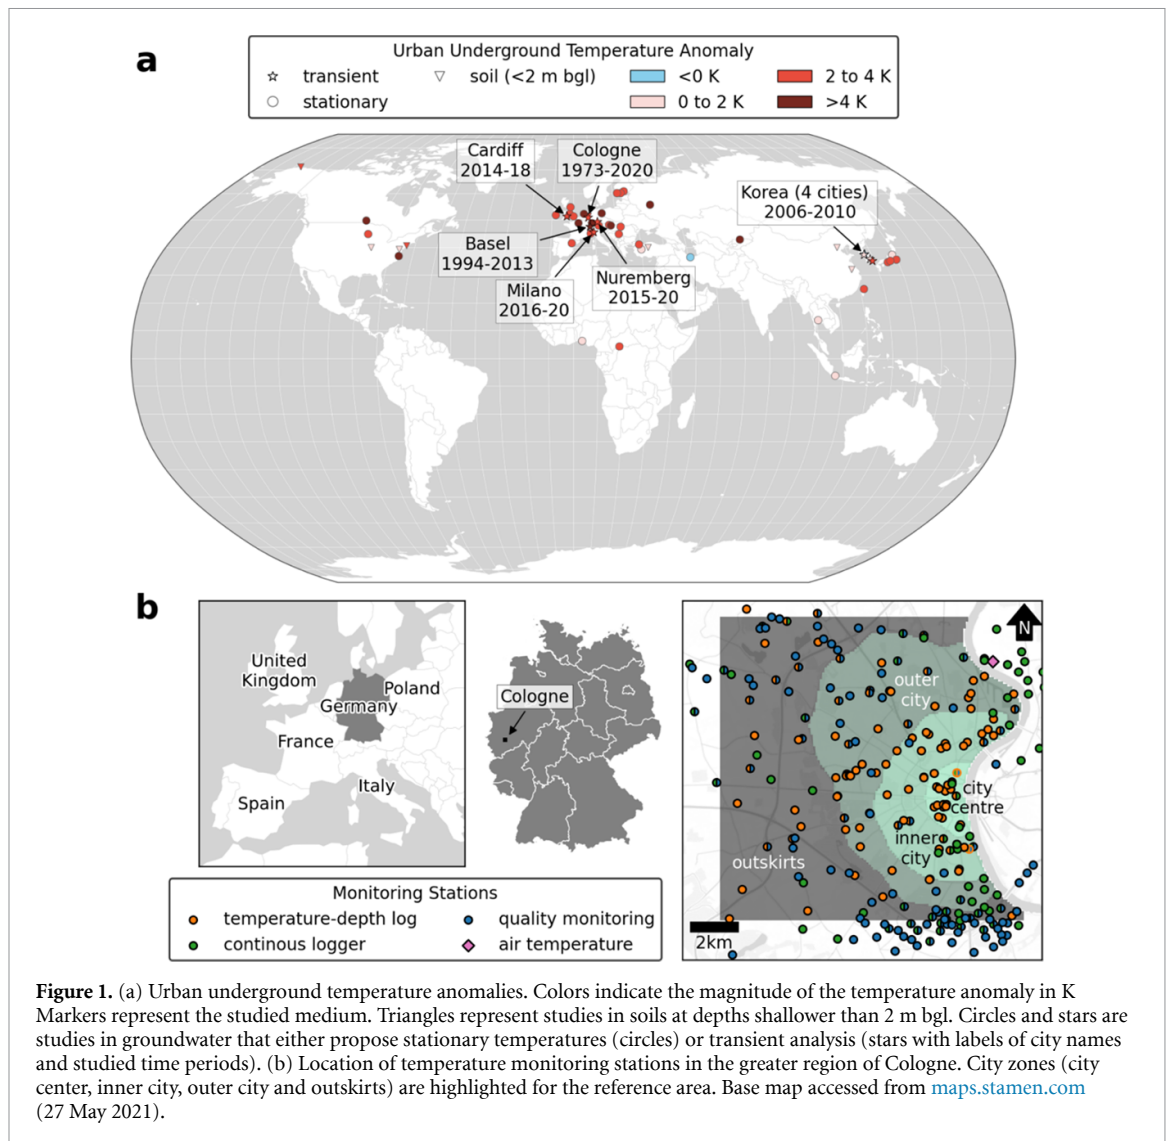 a
Urban Underground Temperature Anomaly
transient
soil (<2 m bgl)
<0 K
2 to 4 K
stationary
0 to 2 K
>4 K
Cardiff
2014-18
Cologne
1973-2020
Korea (4 cities)
2006-2010
Basel
1994-2013
Milano
2016-20
Nuremberg
2015-20
b
United
Kingdom
Poland
Germany
France
Italy
Spain
Cologne
N
outer
city
city
centre
inner
city
outskirts
2km
Monitoring Stations
temperature-depth log
quality monitoring
continous logger
air temperature
Figure 1. (a) Urban underground temperature anomalies. Colors indicate the magnitude of the temperature anomaly in K
Markers represent the studied medium. Triangles represent studies in soils at depths shallower than 2 m bgl. Circles and stars are
studies in groundwater that either propose stationary temperatures (circles) or transient analysis (stars with labels of city names
and studied time periods). (b) Location of temperature monitoring stations in the greater region of Cologne. City zones (city
center, inner city, outer city and outskirts) are highlighted for the reference area. Base map accessed from maps.stamen.com
(27 May 2021).